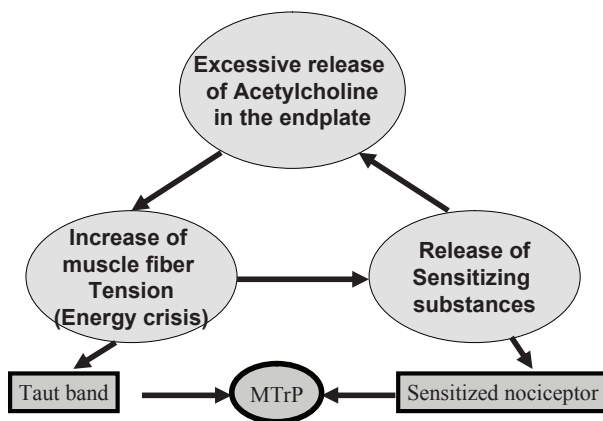 Excessive release
of Acetylcholine
in the endplate
Increase of
muscle fiber
Tension
(Energy crisis)
Release of
Sensitizing
substances
Taut band
MTrP
Sensitized nociceptor